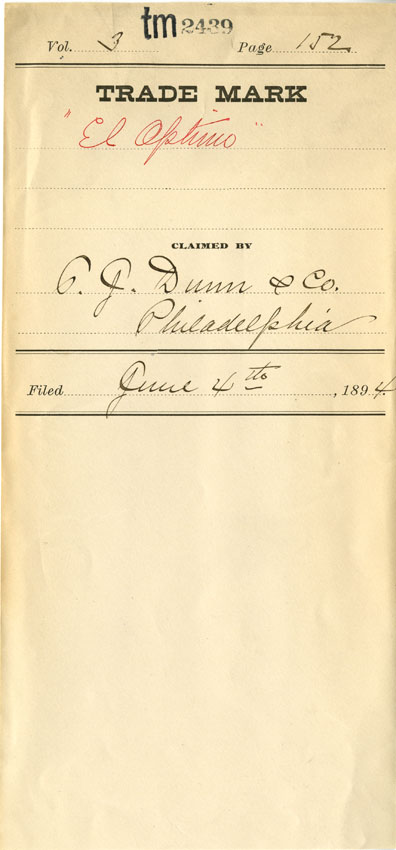 tm 2439
Vol. 3 Page 152
TRADE MARK
"El Optimo"
CLAIMED BY
T. J. Dunn & Co.
Philadelphia
Filed June 4th, 1894.